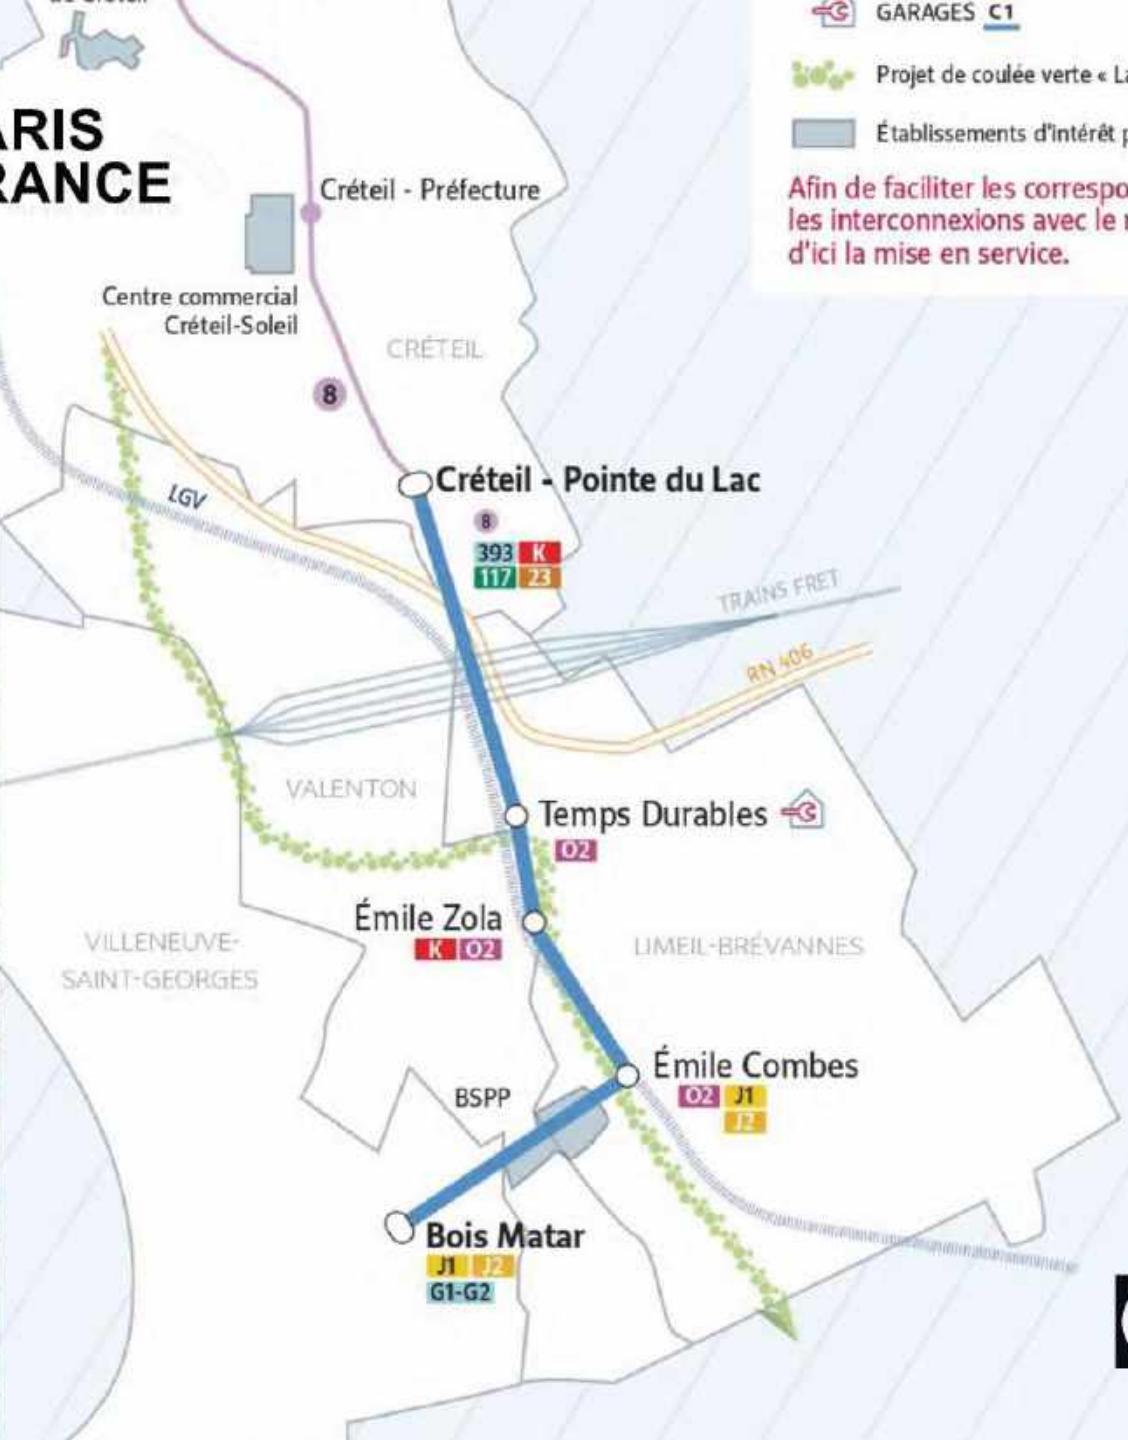 GARAGES C1
Projet de coulée verte « La
Établissements d'intérêt
Afin de faciliter les correspo
les interconnexions avec le
d'ici la mise en service.
de Créteil
ARIS
RANCE
Créteil - Préfecture
Centre commercial
Créteil-Soleil
CRÉTEIL
8
LGV
Créteil - Pointe du Lac
8
393 K
117 23
TRAINS FRET
RN 406
VALENTON
Temps Durables
O2
Émile Zola
K O2
VILLENEUVE-
SAINT-GEORGES
LIMEIL-BRÉVANNES
Émile Combes
O2 J1
J2
BSPP
Bois Matar
J1 J2
G1-G2